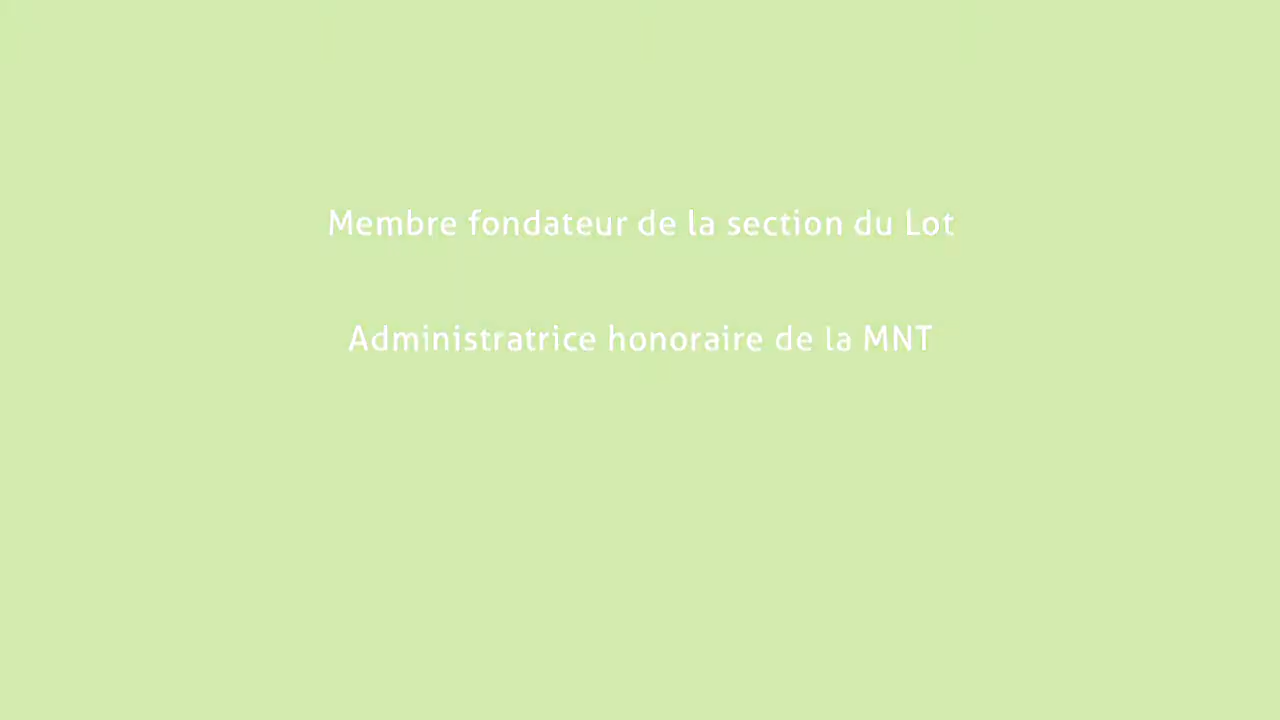 Membre fondateur de la section du Lot
Administratrice honoraire de la MNT